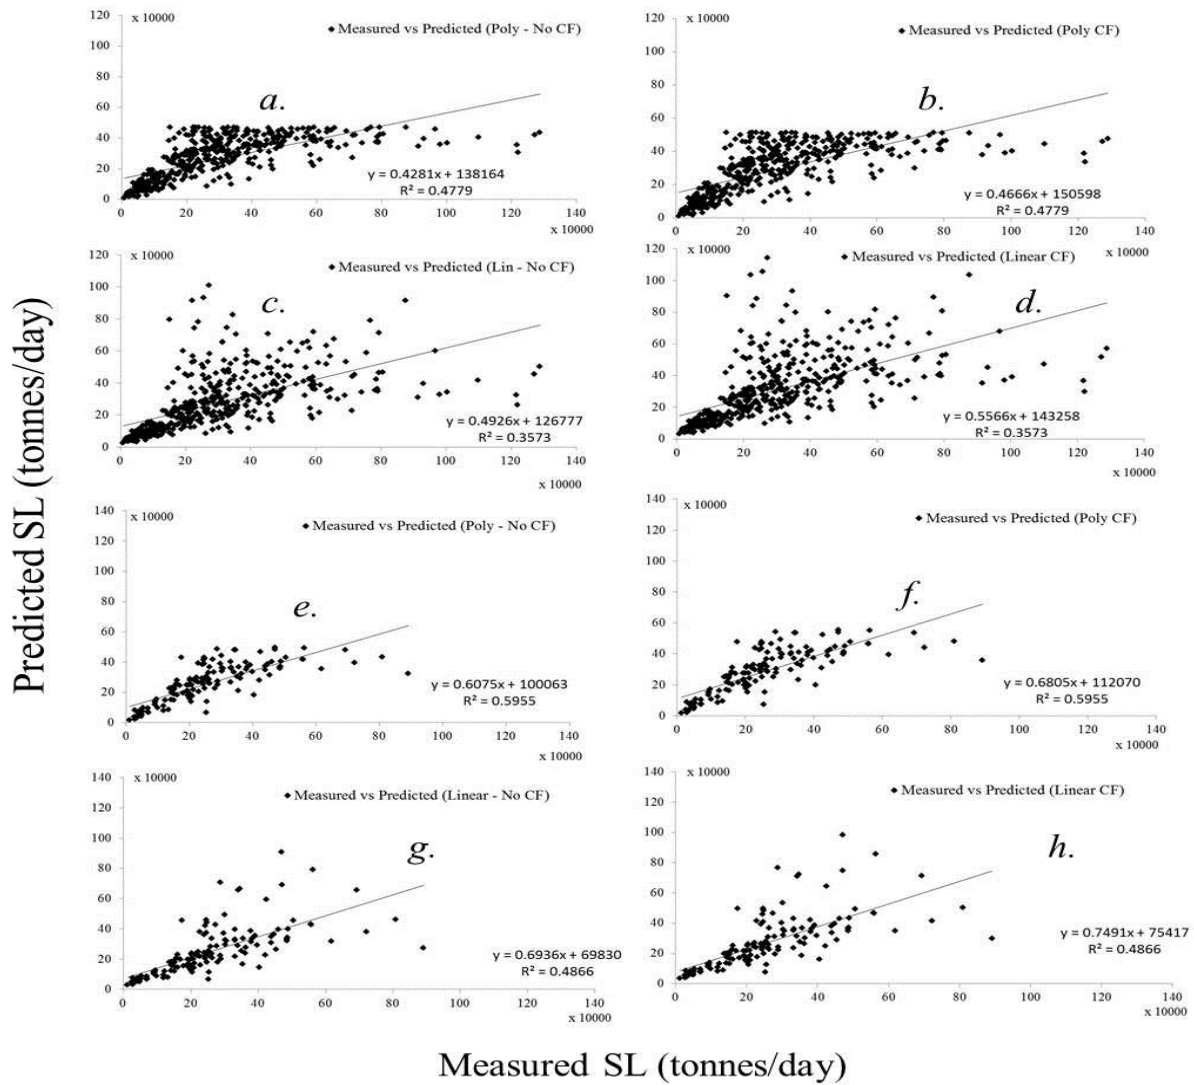 Predicted SL (tonnes/day)
x 10000
Measured vs Predicted (Poly - No CF)
a.
120
100
80
60
40
20
0
y = 0.4281x + 138164
R² = 0.4779
0 20 40 60 80 100 120 140
x 10000
x 10000
Measured vs Predicted (Poly CF)
b.
120
100
80
60
40
20
0
y = 0.4666x + 150598
R² = 0.4779
0 20 40 60 80 100 120 140
x 10000
x 10000
Measured vs Predicted (Lin - No CF)
c.
120
100
80
60
40
20
0
y = 0.4926x + 126777
R² = 0.3573
0 20 40 60 80 100 120 140
x 10000
x 10000
Measured vs Predicted (Linear CF)
d.
120
100
80
60
40
20
0
y = 0.5566x + 143258
R² = 0.3573
0 20 40 60 80 100 120 140
x 10000
x 10000
Measured vs Predicted (Poly - No CF)
e.
140
120
100
80
60
40
20
0
y = 0.6075x + 100063
R² = 0.5955
0 20 40 60 80 100 120 140
x 10000
x 10000
Measured vs Predicted (Poly CF)
f.
140
120
100
80
60
40
20
0
y = 0.6805x + 112070
R² = 0.5955
0 20 40 60 80 100 120 140
x 10000
x 10000
Measured vs Predicted (Linear - No CF)
g.
140
120
100
80
60
40
20
0
y = 0.6936x + 69830
R² = 0.4866
0 20 40 60 80 100 120 140
x 10000
x 10000
Measured vs Predicted (Linear CF)
h.
140
120
100
80
60
40
20
0
y = 0.7491x + 75417
R² = 0.4866
0 20 40 60 80 100 120 140
x 10000
Measured SL (tonnes/day)